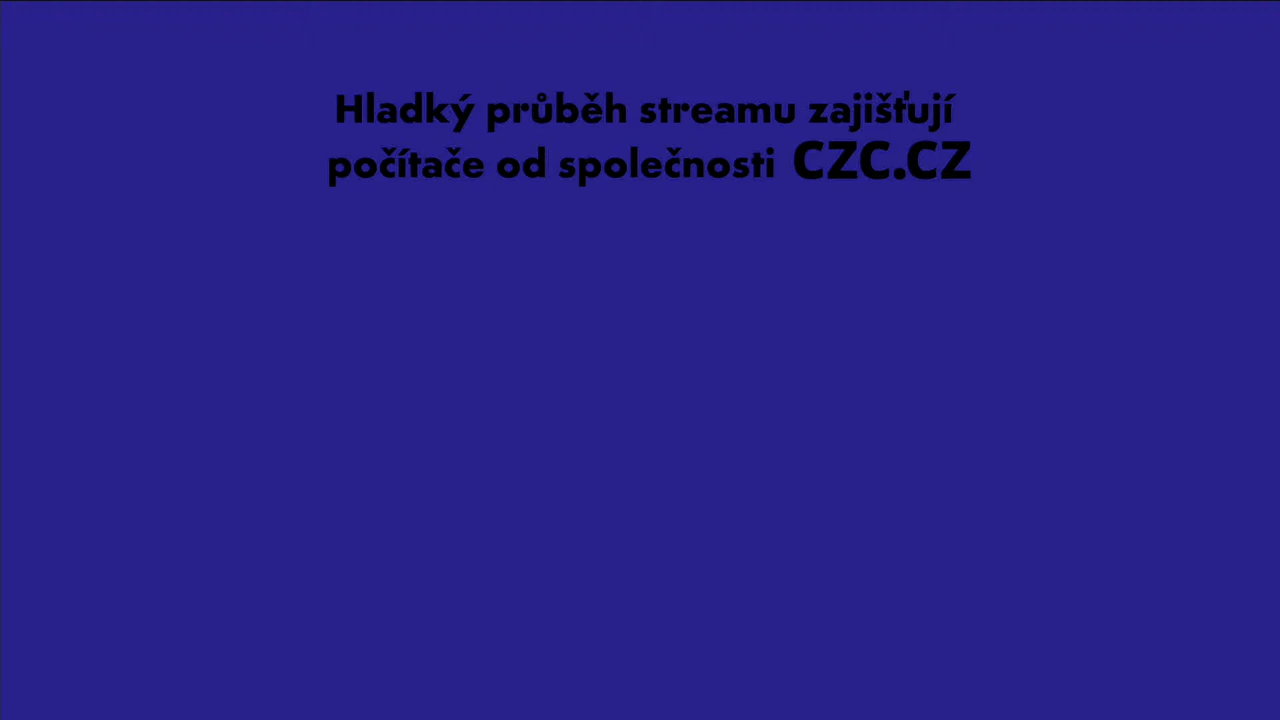 Hladký průběh streamu zajišťují
počítače od společnosti CZC.CZ